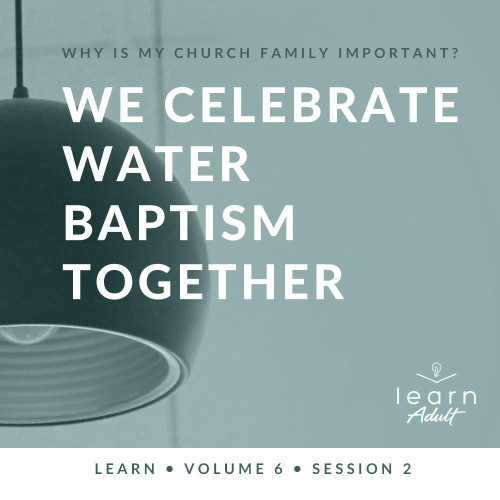 WHY IS MY CHURCH FAMILY IMPORTANT?
WE CELEBRATE
WATER
BAPTISM
TOGETHER
learn
Adult
LEARN • VOLUME 6 • SESSION 2